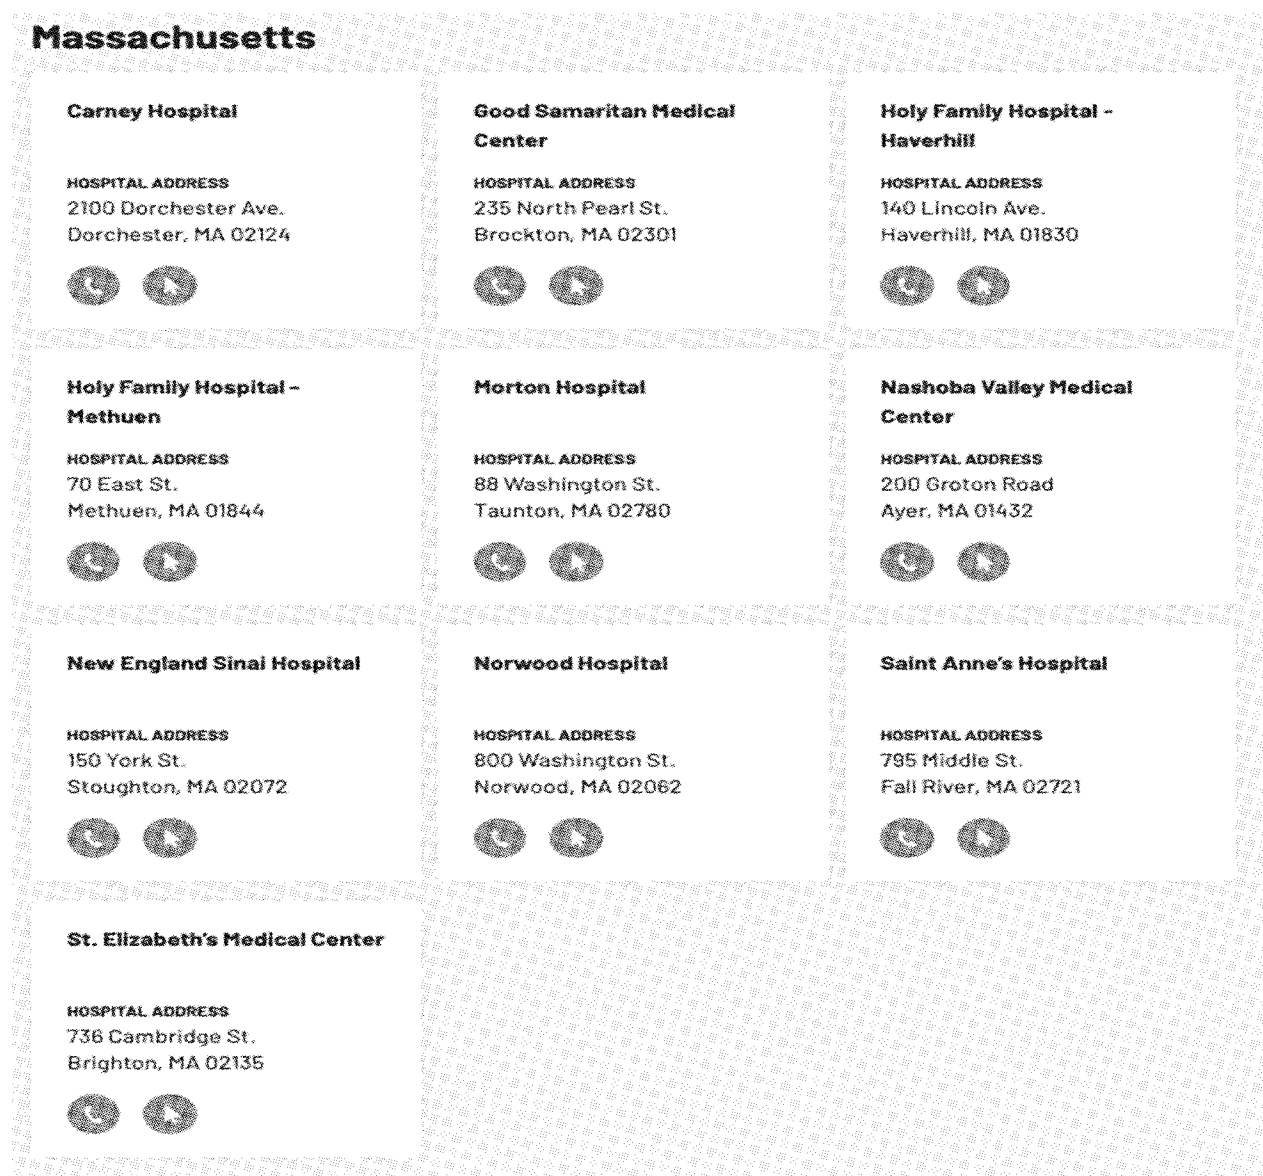 Massachusetts
Carney Hospital
HOSPITAL ADDRESS
2100 Dorchester Ave.
Dorchester, MA 02124
Good Samaritan Medical
Center
HOSPITAL ADDRESS
235 North Pearl St.
Brockton, MA 02301
Holy Family Hospital -
Haverhill
HOSPITAL ADDRESS
140 Lincoln Ave.
Haverhill, MA 01830
Holy Family Hospital -
Methuen
HOSPITAL ADDRESS
70 East St.
Methuen, MA 01844
Morton Hospital
HOSPITAL ADDRESS
88 Washington St.
Taunton, MA 02780
Nashoba Valley Medical
Center
HOSPITAL ADDRESS
200 Groton Road
Ayer, MA 01432
New England Sinai Hospital
HOSPITAL ADDRESS
150 York St.
Stoughton, MA 02072
Norwood Hospital
HOSPITAL ADDRESS
800 Washington St.
Norwood, MA 02062
Saint Anne's Hospital
HOSPITAL ADDRESS
795 Middle St.
Fall River, MA 02721
St. Elizabeth's Medical Center
HOSPITAL ADDRESS
736 Cambridge St.
Brighton, MA 02135